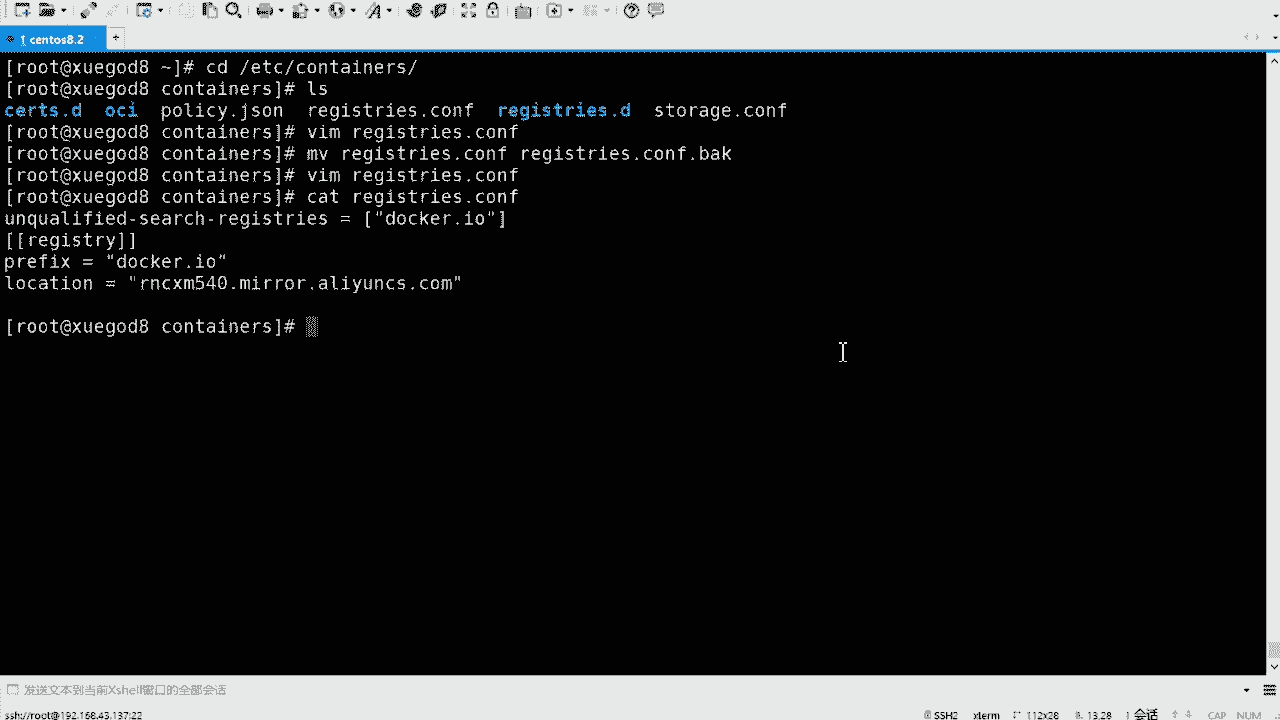 1 centos8.2
[root@xuegod8 ~]# cd /etc/containers/
[root@xuegod8 containers]# ls
certs.d  oci  policy.json  registries.conf  registries.d  storage.conf
[root@xuegod8 containers]# vim registries.conf
[root@xuegod8 containers]# mv registries.conf registries.conf.bak
[root@xuegod8 containers]# vim registries.conf
[root@xuegod8 containers]# cat registries.conf
unqualified-search-registries = ["docker.io"]
[[registry]]
prefix = "docker.io"
location = "rncxm540.mirror.aliyuncs.com"
[root@xuegod8 containers]#
发送文本到当前Xshell窗口的全部会话
ssh://root@192.168.43.137:22 SSH2 xterm 112x28 13,28 1 会话 CAP NUM